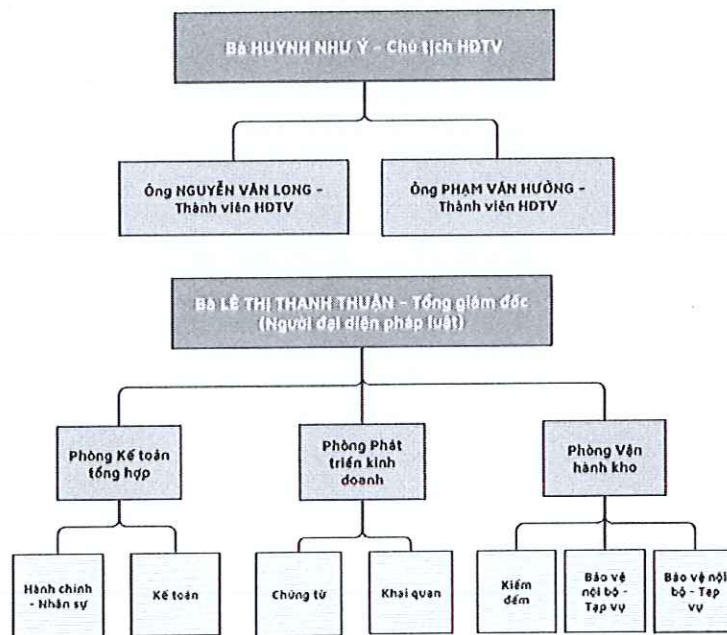 Bà HUỲNH NHƯ Ý – Chủ tịch HĐTV
Ông NGUYỄN VĂN LONG –
Thành viên HĐTV
Ông PHẠM VĂN HƯỞNG –
Thành viên HĐTV
Bà LÊ THỊ THANH THUẬN – Tổng giám đốc
(Người đại diện pháp luật)
Phòng Kế toán
tổng hợp
Phòng Phát
triển kinh
doanh
Phòng Vận
hành kho
Hành chính
- Nhân sự
Kế toán
Chứng từ
Khai quan
Kiểm
đếm
Bảo vệ
nội bộ -
Tạp vụ
Bảo vệ nội
bộ - Tạp
vụ